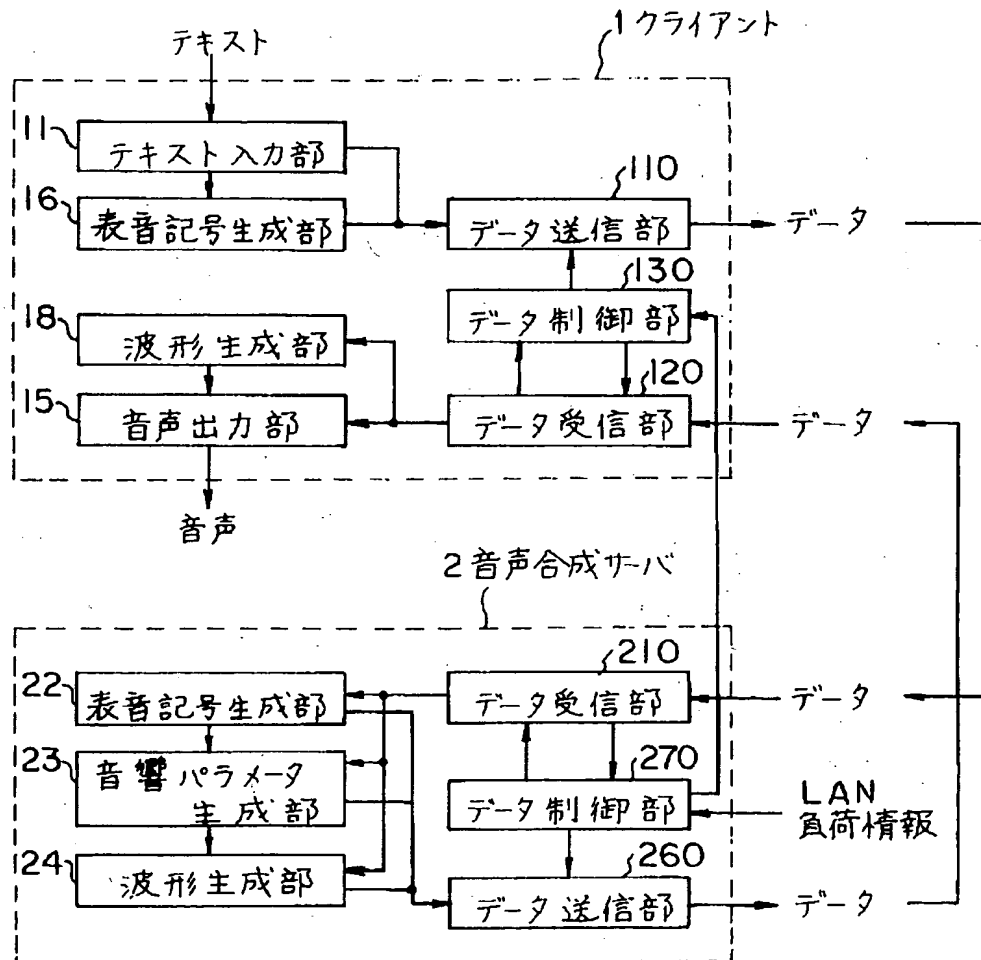 テキスト
1 クライアント
11
テキスト入力部
16
表音記号生成部
110
データ送信部
データ
130
データ制御部
18
波形生成部
120
15
音声出力部
データ受信部
データ
音声
2 音声合成サーバ
210
22
表音記号生成部
データ受信部
データ
23
音響パラメータ
生成部
270
データ制御部
LAN
負荷情報
24
波形生成部
260
データ送信部
データ